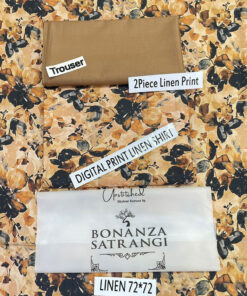 Trouser
2Piece Linen Print
DIGITAL PRINT LINEN SHIRT
Unstitched
BONANZA
SATRANGI
LINEN 72*72